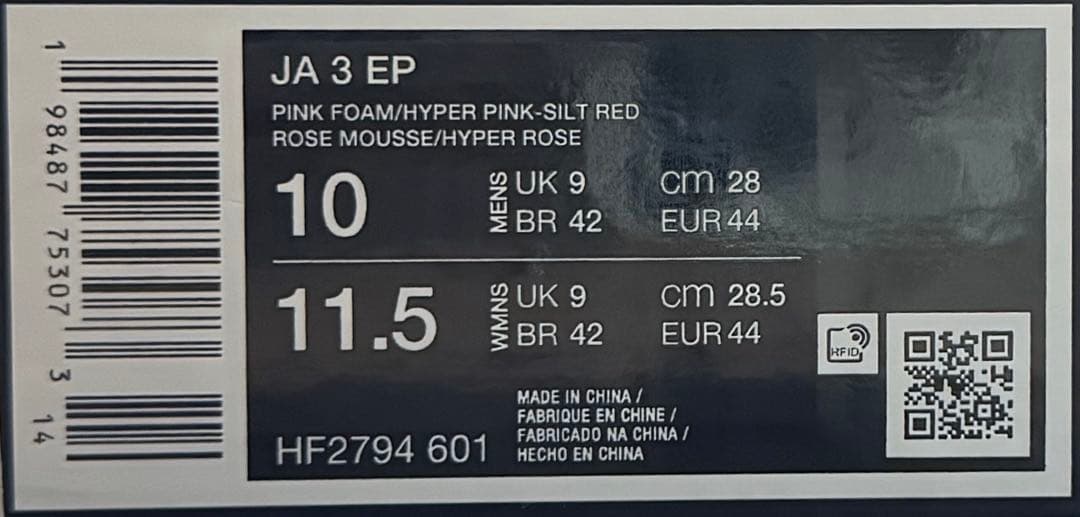 1 98487 75307 3 14
JA 3 EP
PINK FOAM/HYPER PINK-SILT RED
ROSE MOUSSE/HYPER ROSE
10 MENS UK 9 cm 28
BR 42 EUR 44
11.5 WMNS UK 9 cm 28.5
BR 42 EUR 44
RFID
MADE IN CHINA /
FABRIQUE EN CHINE /
FABRICADO NA CHINA /
HECHO EN CHINA
HF2794 601